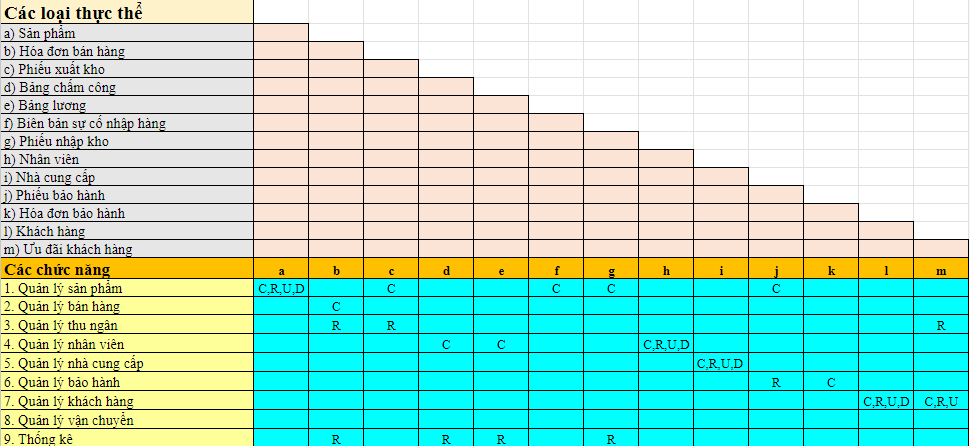 Các loại thực thể
a) Sản phẩm
b) Hóa đơn bán hàng
c) Phiếu xuất kho
d) Bảng chấm công
e) Bảng lương
f) Biên bản sự cố nhập hàng
g) Phiếu nhập kho
h) Nhân viên
i) Nhà cung cấp
j) Phiếu bảo hành
k) Hóa đơn bảo hành
l) Khách hàng
m) Ưu đãi khách hàng
Các chức năng a b c d e f g h i j k l m
1. Quản lý sản phẩm C,R,U,D C C C C
2. Quản lý bán hàng C
3. Quản lý thu ngân R R R
4. Quản lý nhân viên C C C,R,U,D
5. Quản lý nhà cung cấp C,R,U,D
6. Quản lý bảo hành R C
7. Quản lý khách hàng C,R,U,D C,R,U
8. Quản lý vận chuyển
9. Thống kê R R R R